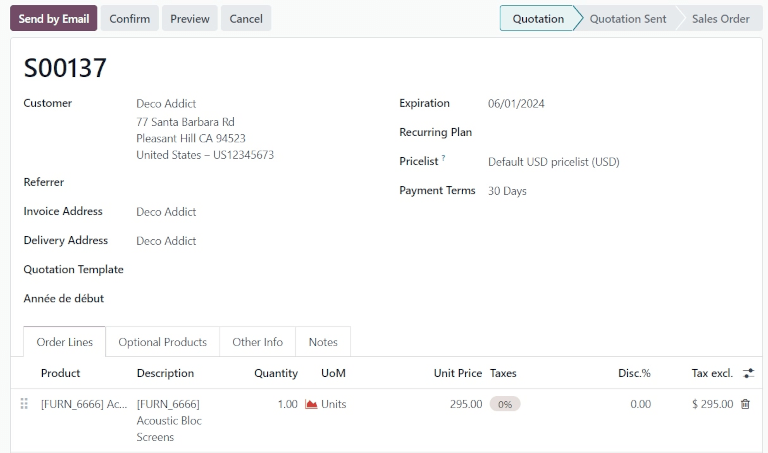 Send by Email Confirm Preview Cancel Quotation Quotation Sent Sales Order
S00137
Customer Deco Addict Expiration 06/01/2024
77 Santa Barbara Rd
Pleasant Hill CA 94523 Recurring Plan
United States – US12345673 Pricelist ? Default USD pricelist (USD)
Referrer
Payment Terms 30 Days
Invoice Address Deco Addict
Delivery Address Deco Addict
Quotation Template
Année de début
Order Lines Optional Products Other Info Notes
Product Description Quantity UoM Unit Price Taxes Disc.% Tax excl.
[FURN_6666] Ac... [FURN_6666] 1.00 Units 295.00 0% 0.00 $ 295.00
Acoustic Bloc
Screens